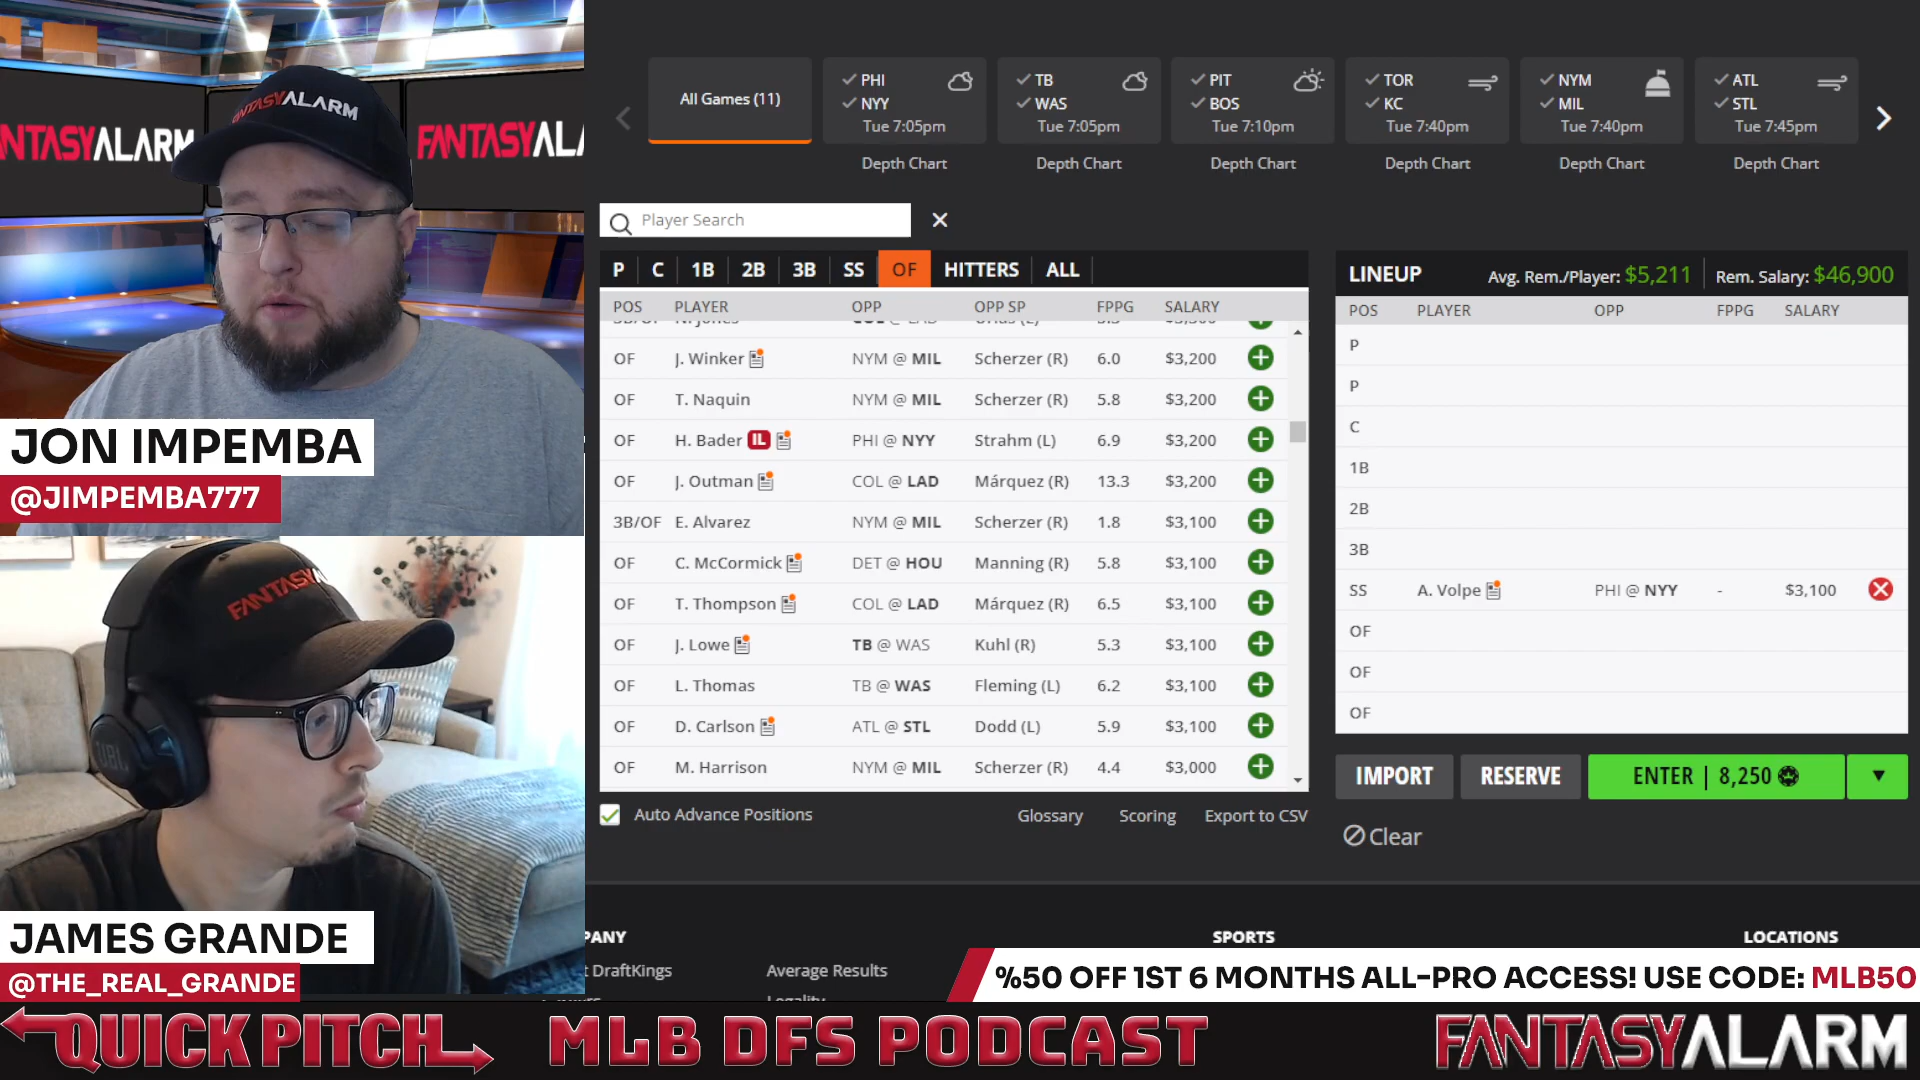 FANTASYALARM
FANTASYAL
FANTASYALARM
JON IMPEMBA
@JIMPEMBA777
FANTASYA
JBL
JAMES GRANDE
@THE_REAL_GRANDE
All Games (11)
PHI
NYY
Tue 7:05pm
Depth Chart
TB
WAS
Tue 7:05pm
Depth Chart
PIT
BOS
Tue 7:10pm
Depth Chart
TOR
KC
Tue 7:40pm
Depth Chart
NYM
MIL
Tue 7:40pm
Depth Chart
ATL
STL
Tue 7:45pm
Depth Chart
Player Search
P C 1B 2B 3B SS OF HITTERS ALL
POS PLAYER OPP OPP SP FPPG SALARY
OF J. Winker NYM @ MIL Scherzer (R) 6.0 $3,200
OF T. Naquin NYM @ MIL Scherzer (R) 5.8 $3,200
OF H. Bader IL PHI @ NYY Strahm (L) 6.9 $3,200
OF J. Outman COL @ LAD Márquez (R) 13.3 $3,200
3B/OF E. Alvarez NYM @ MIL Scherzer (R) 1.8 $3,100
OF C. McCormick DET @ HOU Manning (R) 5.8 $3,100
OF T. Thompson COL @ LAD Márquez (R) 6.5 $3,100
OF J. Lowe TB @ WAS Kuhl (R) 5.3 $3,100
OF L. Thomas TB @ WAS Fleming (L) 6.2 $3,100
OF D. Carlson ATL @ STL Dodd (L) 5.9 $3,100
OF M. Harrison NYM @ MIL Scherzer (R) 4.4 $3,000
Auto Advance Positions
Glossary Scoring Export to CSV
LINEUP Avg. Rem./Player: $5,211 Rem. Salary: $46,900
POS PLAYER OPP FPPG SALARY
P
P
C
1B
2B
3B
SS A. Volpe PHI @ NYY - $3,100
OF
OF
OF
IMPORT RESERVE ENTER | 8,250
Clear
PANY SPORTS LOCATIONS
t DraftKings Average Results
%50 OFF 1ST 6 MONTHS ALL-PRO ACCESS! USE CODE: MLB50
QUICK PITCH MLB DFS PODCAST FANTASYALARM